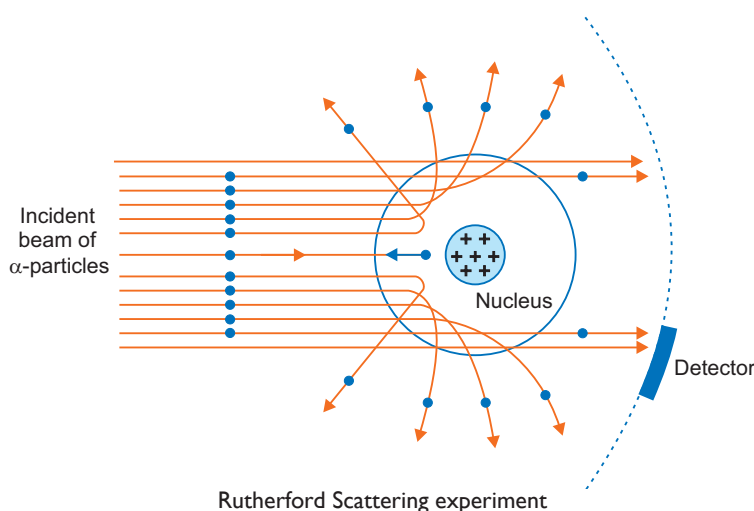 Incident
beam of
α-particles
+ +
+ + +
+ +
Nucleus
Detector
Rutherford Scattering experiment